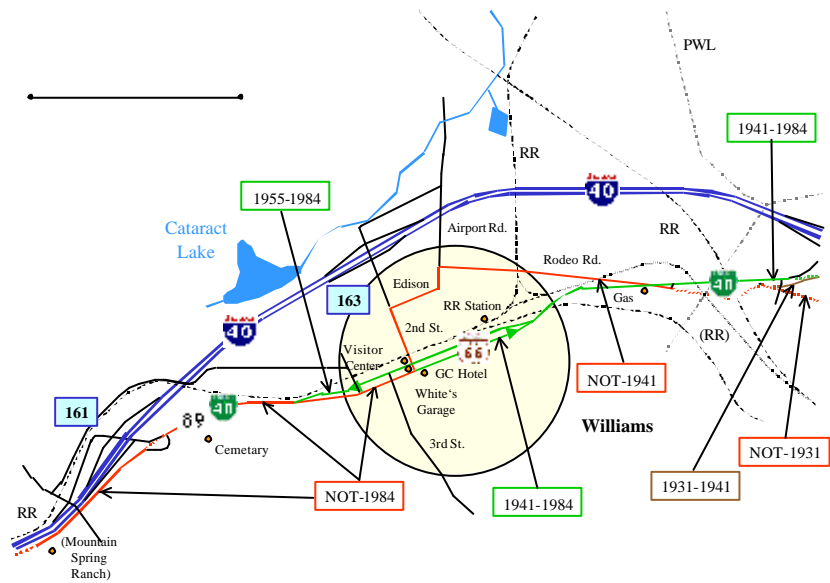 PWL
1941-1984
RR
40
1955-1984
Cataract
Lake
Airport Rd.
RR
Rodeo Rd.
Edison
163
RR Station
Gas
(RR)
40
2nd St.
66
Visitor
Center
GC Hotel
NOT-1941
White's
Garage
161
89
Williams
3rd St.
Cemetary
NOT-1931
1931-1941
NOT-1984
1941-1984
RR
(Mountain
Spring
Ranch)